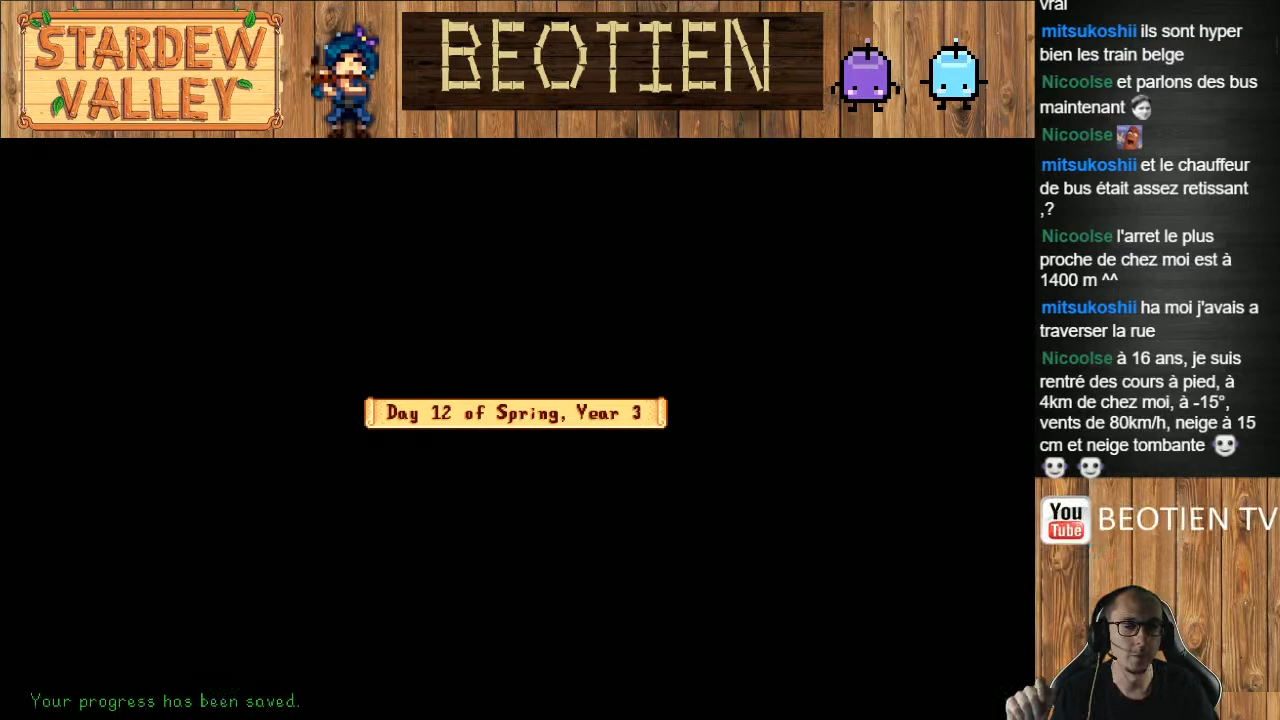 STARDEW
VALLEY
BEOTIEN
vrai
mitsukoshii ils sont hyper
bien les train belge
Nicoolse et parlons des bus
maintenant
Nicoolse
mitsukoshii et le chauffeur
de bus était assez retissant
,?
Nicoolse l'arret le plus
proche de chez moi est à
1400 m ^^
mitsukoshii ha moi j'avais a
traverser la rue
Nicoolse à 16 ans, je suis
rentré des cours à pied, à
4km de chez moi, à -15°,
vents de 80km/h, neige à 15
cm et neige tombante
Day 12 of Spring, Year 3
You
Tube
BEOTIEN TV
Your progress has been saved.